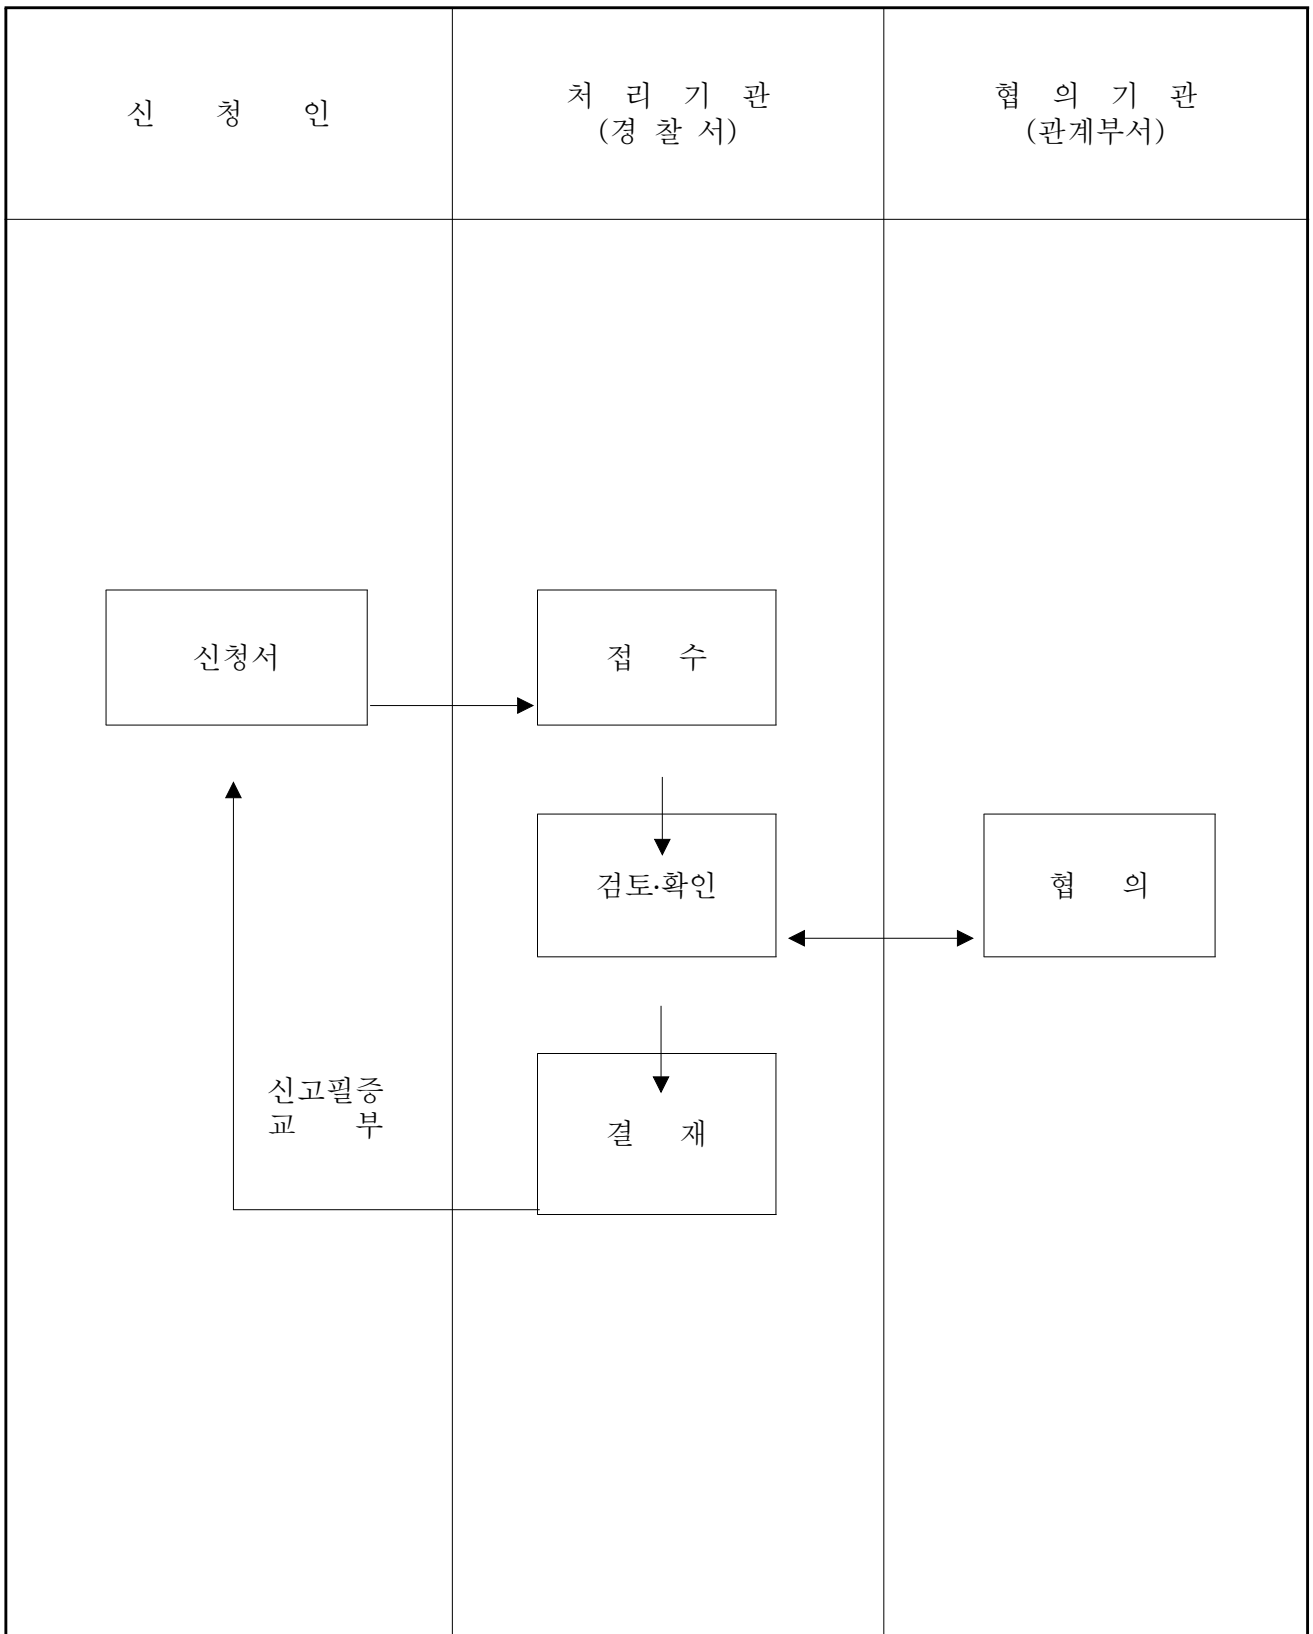 신 청 인
처 리 기 관
(경 찰 서)
협 의 기 관
(관계부서)
신청서
접 수
검토·확인
협 의
신고필증
교 부
결 재